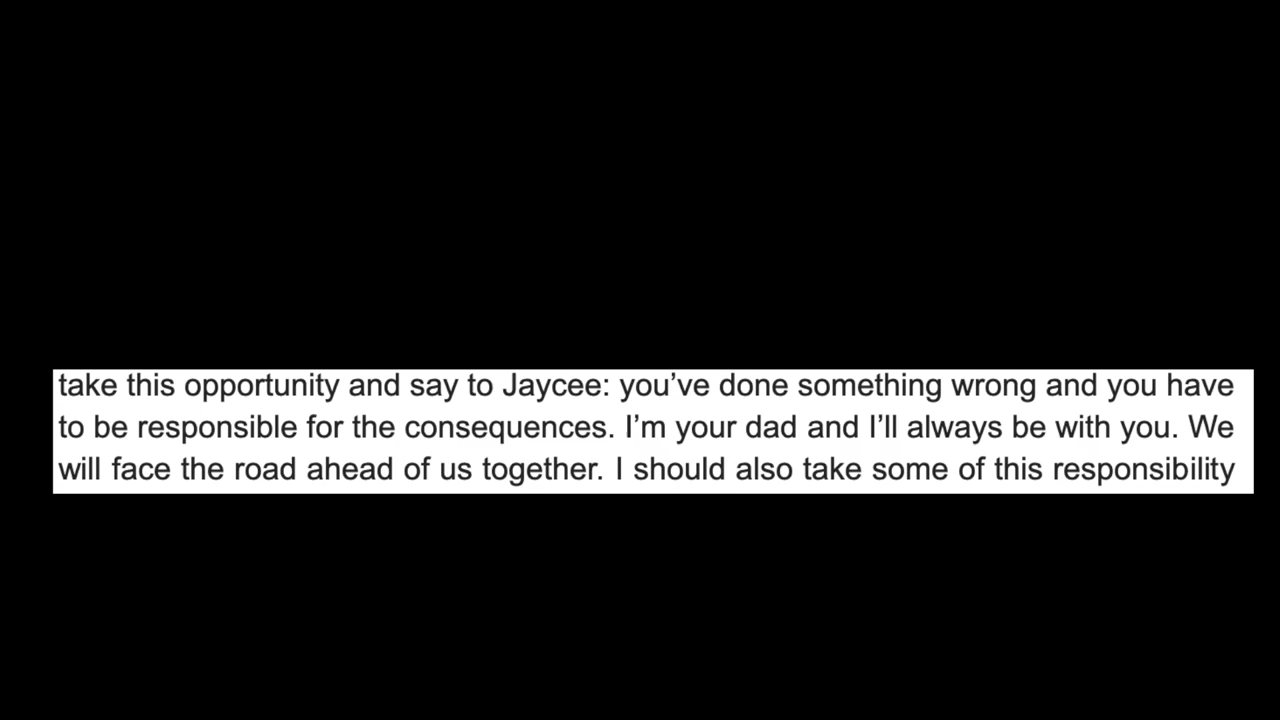 take this opportunity and say to Jaycee: you’ve done something wrong and you have
to be responsible for the consequences. I’m your dad and I’ll always be with you. We
will face the road ahead of us together. I should also take some of this responsibility